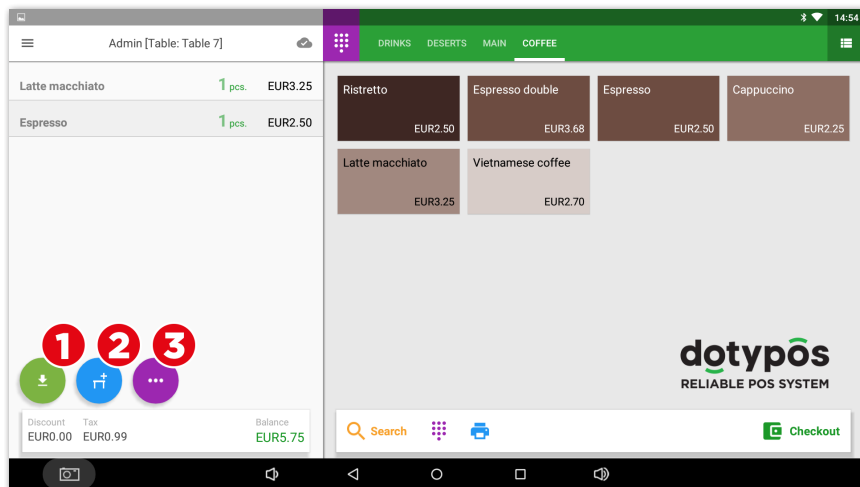 14:54
Admin [Table: Table 7]
DRINKS DESERTS MAIN COFFEE
Latte macchiato 1 pcs. EUR3.25
Espresso 1 pcs. EUR2.50
Ristretto
EUR2.50
Espresso double
EUR3.68
Espresso
EUR2.50
Cappuccino
EUR2.25
Latte macchiato
EUR3.25
Vietnamese coffee
EUR2.70
1 2 3
dotypos
RELIABLE POS SYSTEM
Discount Tax Balance
EUR0.00 EUR0.99 EUR5.75
Search
Checkout